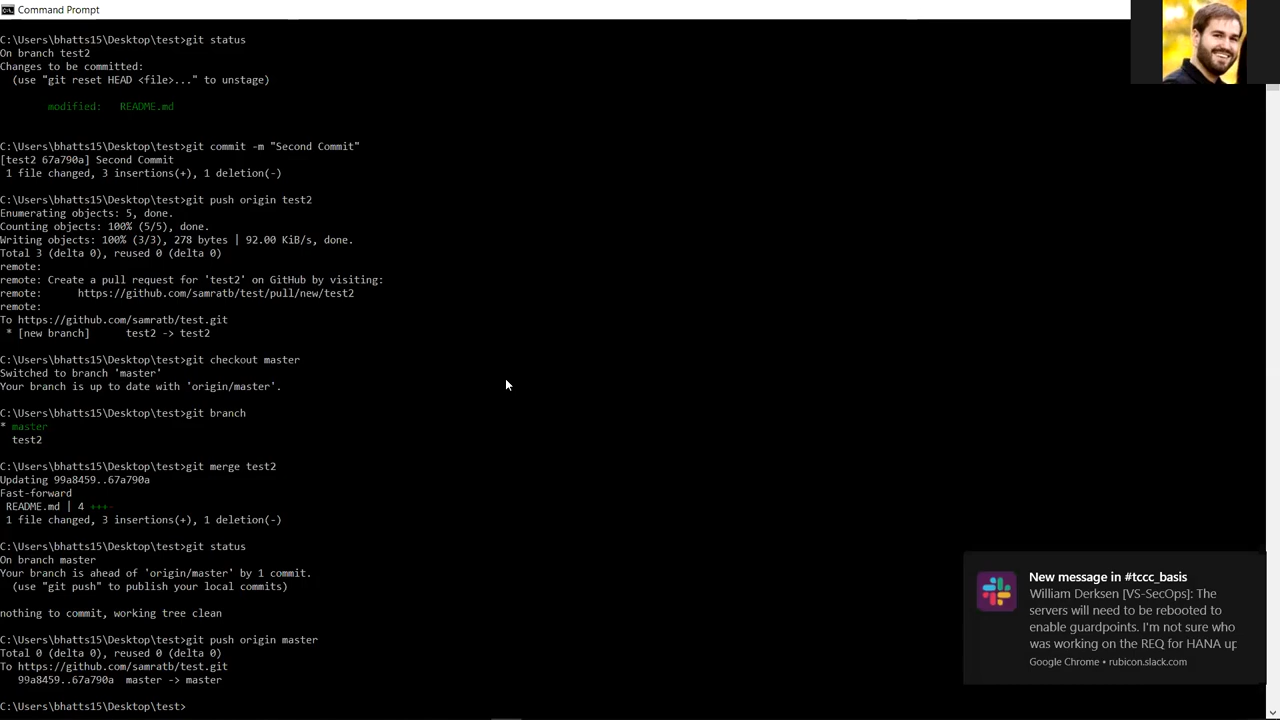 Command Prompt
C:\Users\bhatts15\Desktop\test>git status
On branch test2
Changes to be committed:
  (use "git reset HEAD <file>..." to unstage)
        modified:   README.md
C:\Users\bhatts15\Desktop\test>git commit -m "Second Commit"
[test2 67a790a] Second Commit
 1 file changed, 3 insertions(+), 1 deletion(-)
C:\Users\bhatts15\Desktop\test>git push origin test2
Enumerating objects: 5, done.
Counting objects: 100% (5/5), done.
Writing objects: 100% (3/3), 278 bytes | 92.00 KiB/s, done.
Total 3 (delta 0), reused 0 (delta 0)
remote:
remote: Create a pull request for 'test2' on GitHub by visiting:
remote:      https://github.com/samratb/test/pull/new/test2
remote:
To https://github.com/samratb/test.git
 * [new branch]      test2 -> test2
C:\Users\bhatts15\Desktop\test>git checkout master
Switched to branch 'master'
Your branch is up to date with 'origin/master'.
C:\Users\bhatts15\Desktop\test>git branch
* master
  test2
C:\Users\bhatts15\Desktop\test>git merge test2
Updating 99a8459..67a790a
Fast-forward
 README.md | 4 +++-
 1 file changed, 3 insertions(+), 1 deletion(-)
C:\Users\bhatts15\Desktop\test>git status
On branch master
Your branch is ahead of 'origin/master' by 1 commit.
  (use "git push" to publish your local commits)
nothing to commit, working tree clean
C:\Users\bhatts15\Desktop\test>git push origin master
Total 0 (delta 0), reused 0 (delta 0)
To https://github.com/samratb/test.git
   99a8459..67a790a  master -> master
C:\Users\bhatts15\Desktop\test>
New message in #tccc_basis
William Derksen [VS-SecOps]: The
servers will need to be rebooted to
enable guardpoints. I'm not sure who
was working on the REQ for HANA up
Google Chrome • rubicon.slack.com